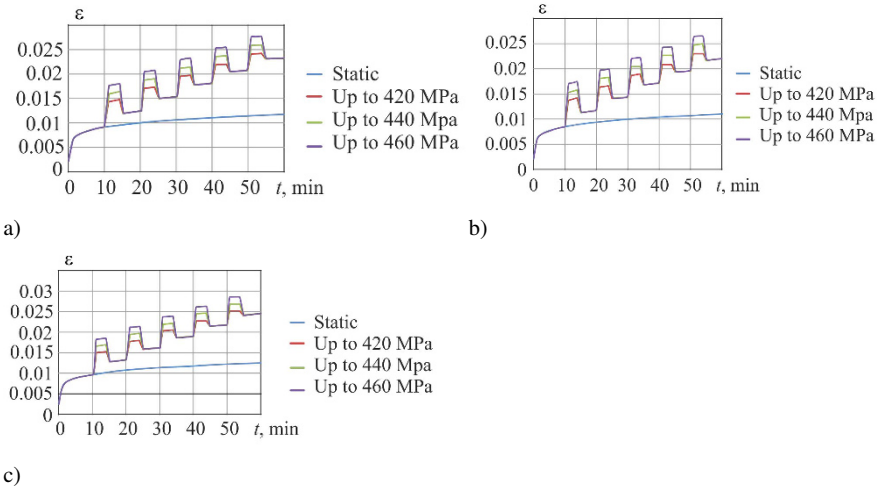 ε
0.025
0.02
0.015
0.01
0.005
0
0 10 20 30 40 50 t, min
Static
Up to 420 MPa
Up to 440 Mpa
Up to 460 MPa
a)
ε
0.03
0.025
0.02
0.015
0.01
0.005
0
0 10 20 30 40 50 t, min
Static
Up to 420 MPa
Up to 440 Mpa
Up to 460 MPa
b)
ε
0.03
0.025
0.02
0.015
0.01
0.005
0
0 10 20 30 40 50 t, min
Static
Up to 420 MPa
Up to 440 Mpa
Up to 460 MPa
c)